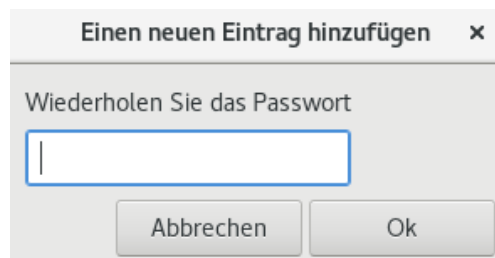 Einen neuen Eintrag hinzufügen ×
Wiederholen Sie das Passwort
Abbrechen Ok